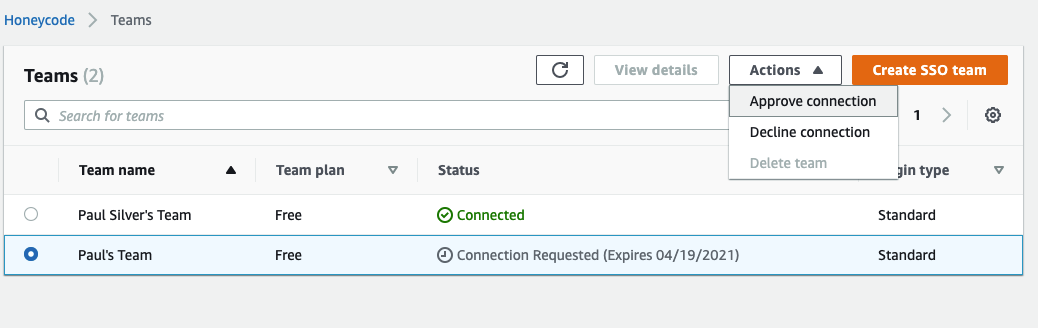 Honeycode > Teams
Teams (2)
View details
Actions
Create SSO team
Search for teams
1
Approve connection
Decline connection
Delete team
Team name
Team plan
Status
gin type
Paul Silver's Team
Free
Connected
Standard
Paul's Team
Free
Connection Requested (Expires 04/19/2021)
Standard